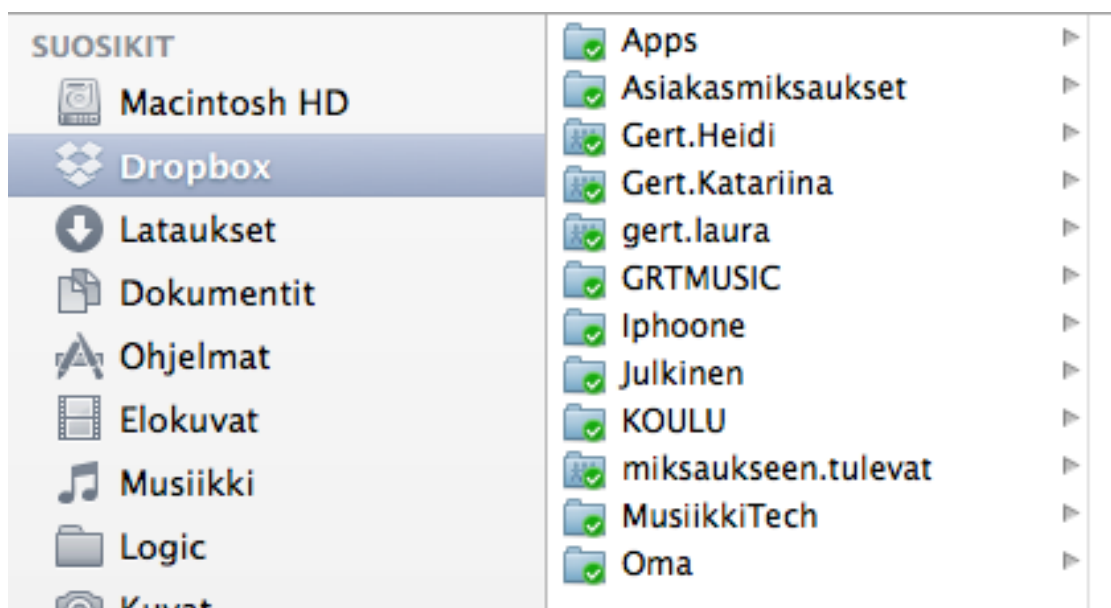 SUOSIKIT
Macintosh HD
Dropbox
Lataukset
Dokumentit
Ohjelmat
Elokuvat
Musiikki
Logic
Kuvat
Apps
Asiakasmiksaukset
Gert.Heidi
Gert.Katariina
gert.laura
GRTMUSIC
Iphoone
Julkinen
KOULU
miksaukseen.tulevat
MusiikkiTech
Oma